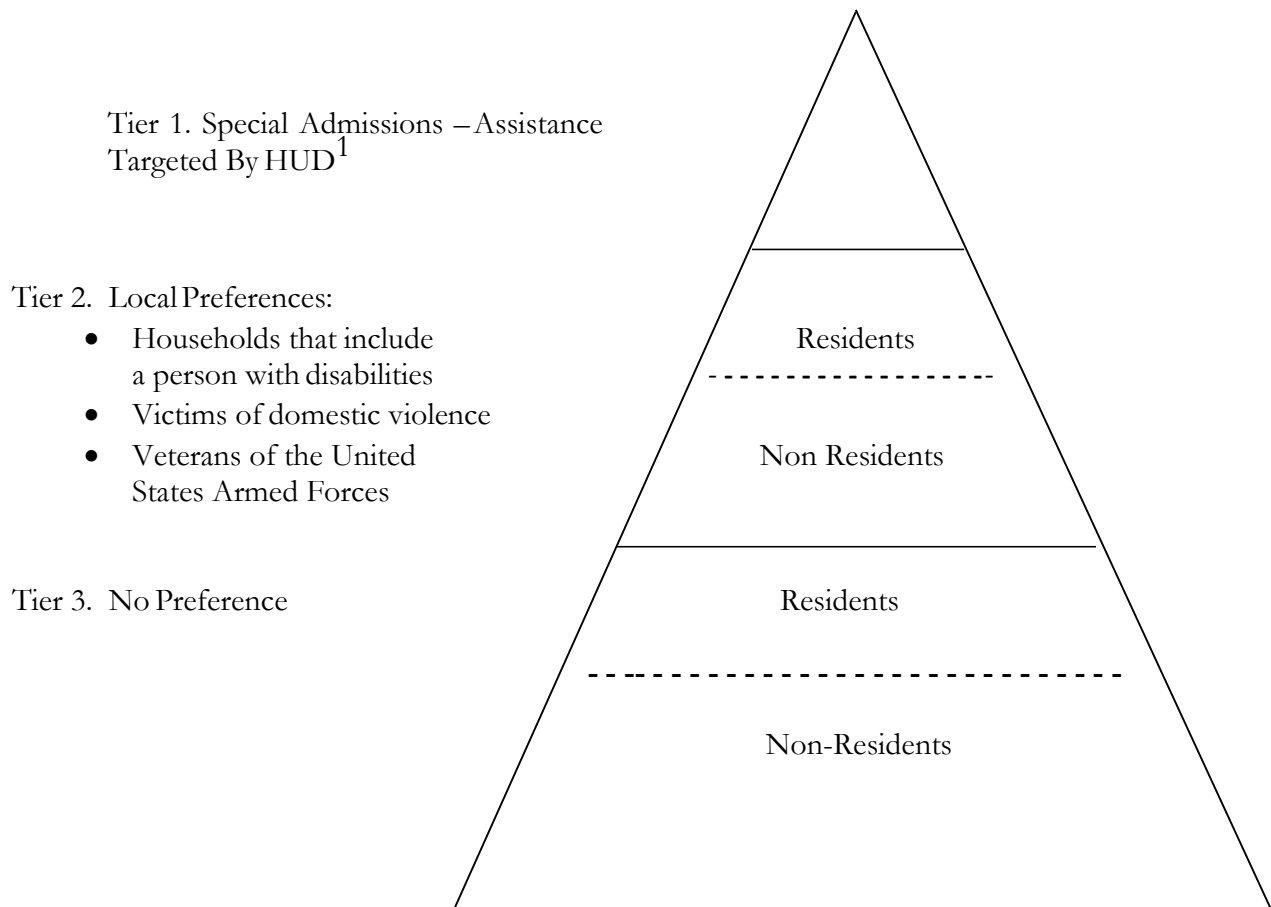 Tier 1. Special Admissions – Assistance
Targeted By HUD1
Tier 2. Local Preferences:
• Households that include
a person with disabilities
Residents
• Victims of domestic violence
• Veterans of the United
States Armed Forces
Non Residents
Tier 3. No Preference
Residents
Non-Residents